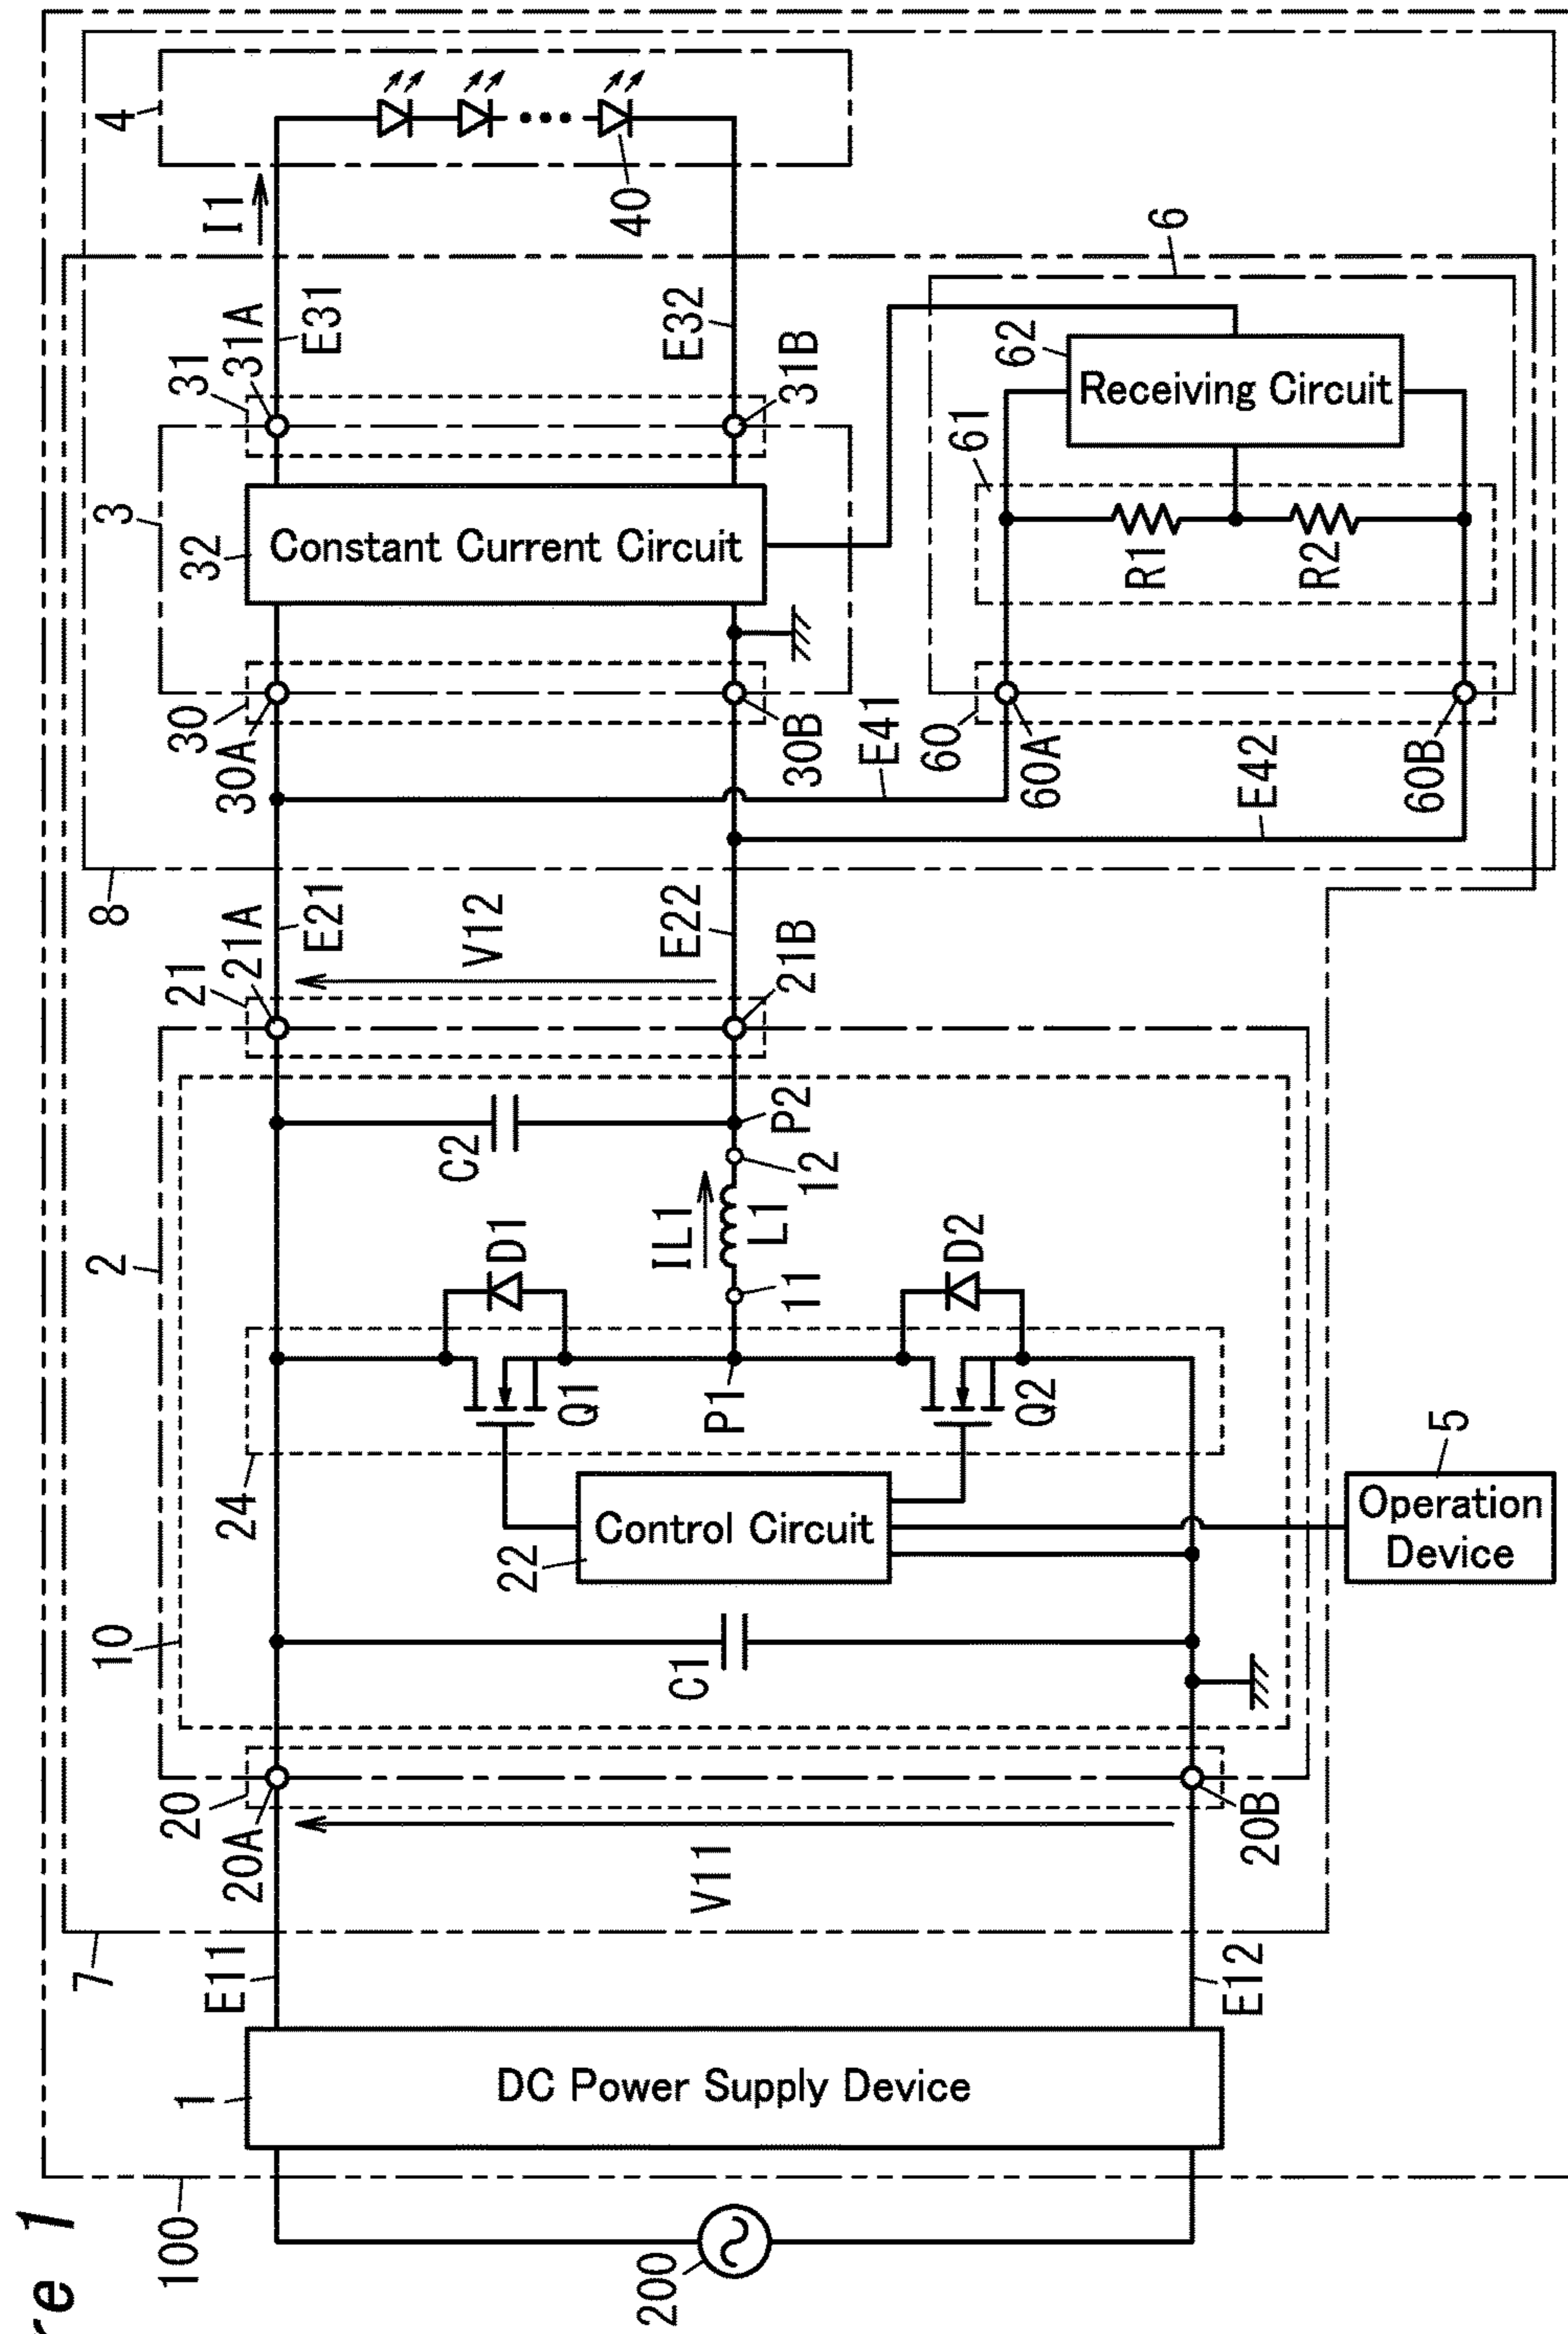 re 1
100
200
1
DC Power Supply Device
E11
E12
7
V11
20
20A
20B
10
2
C1
22
Control Circuit
24
Q1
D1
P1
Q2
D2
11
IL1
L1
12
C2
P2
5
Operation
Device
21
21A
21B
V12
E21
E22
8
30
30A
30B
E41
E42
3
32
Constant Current Circuit
31
31A
31B
E31
E32
I1
4
40
60
60A
60B
61
R1
R2
62
Receiving Circuit
6